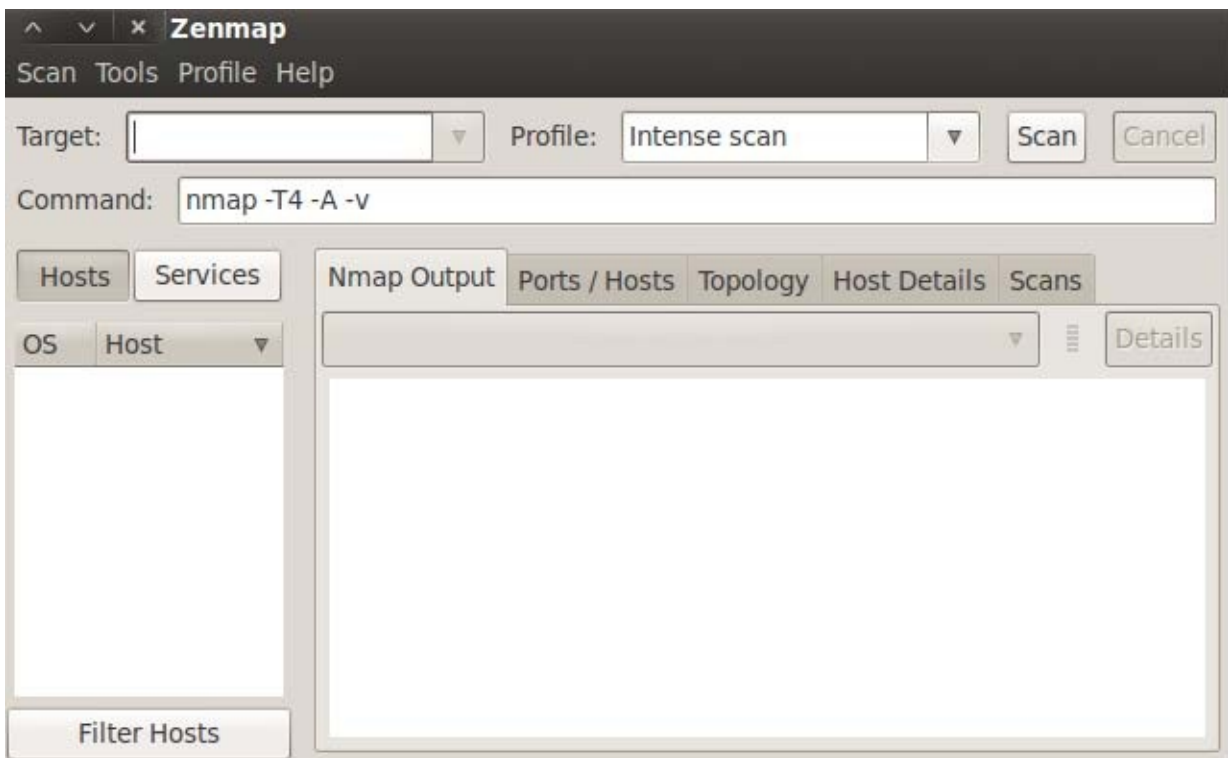 Zenmap
Scan Tools Profile Help
Target: Profile: Intense scan Scan Cancel
Command: nmap -T4 -A -v
Hosts Services Nmap Output Ports / Hosts Topology Host Details Scans
OS Host Details
Filter Hosts